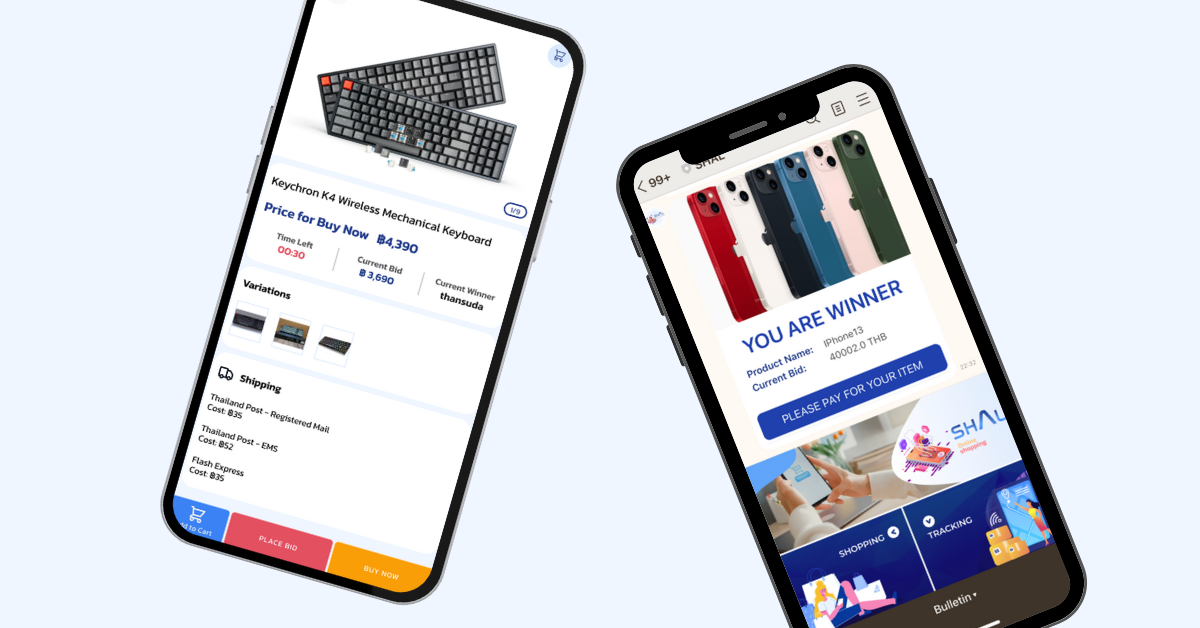 1/9
Keychron K4 Wireless Mechanical Keyboard
Price for Buy Now ฿4,390
Time Left
00:30
Current Bid
฿ 3,690
Current Winner
thansuda
Variations
Shipping
Thailand Post - Registered Mail
Cost: ฿35
Thailand Post - EMS
Cost: ฿52
Flash Express
Cost: ฿35
to Cart
PLACE BID
BUY NOW
99+
SHAL
YOU ARE WINNER
Product Name: IPhone13
Current Bid: 40002.0 THB
PLEASE PAY FOR YOUR ITEM
22:32
SHAL
online
shopping
SHOPPING
TRACKING
Bulletin